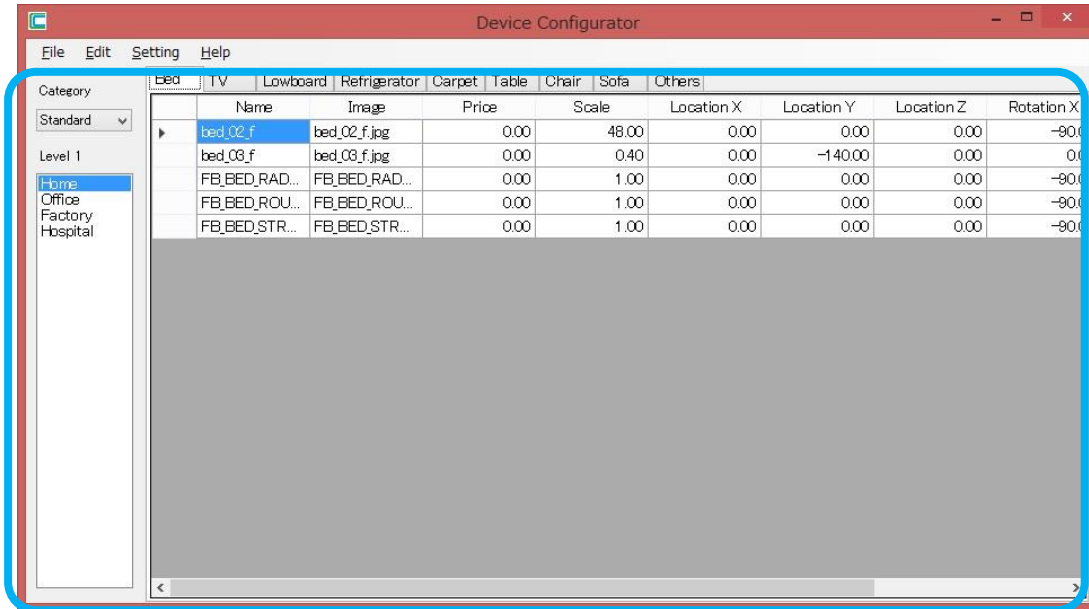 Device Configurator
File Edit Setting Help
Category
Standard
Level 1
Home
Office
Factory
Hospital
Bed TV Lowboard Refrigerator Carpet Table Chair Sofa Others
Name Image Price Scale Location X Location Y Location Z Rotation X
bed_02_f bed_02_f.jpg 0.00 48.00 0.00 0.00 0.00 -90.0
bed_03_f bed_03_f.jpg 0.00 0.40 0.00 -140.00 0.00 0.0
FB_BED_RAD... FB_BED_RAD... 0.00 1.00 0.00 0.00 0.00 -90.0
FB_BED_ROU... FB_BED_ROU... 0.00 1.00 0.00 0.00 0.00 -90.0
FB_BED_STR... FB_BED_STR... 0.00 1.00 0.00 0.00 0.00 -90.0